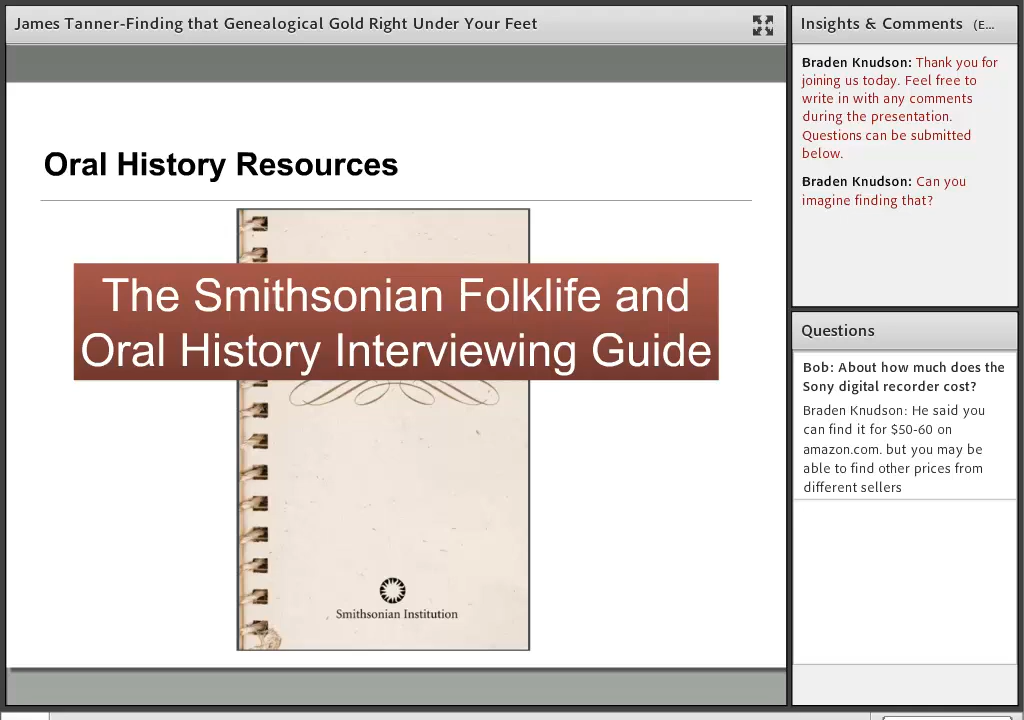 James Tanner-Finding that Genealogical Gold Right Under Your Feet
Oral History Resources
The Smithsonian Folklife and
Oral History Interviewing Guide
Smithsonian Institution
Insights & Comments (E...
Braden Knudson: Thank you for
joining us today. Feel free to
write in with any comments
during the presentation.
Questions can be submitted
below.
Braden Knudson: Can you
imagine finding that?
Questions
Bob: About how much does the
Sony digital recorder cost?
Braden Knudson: He said you
can find it for $50-60 on
amazon.com. but you may be
able to find other prices from
different sellers